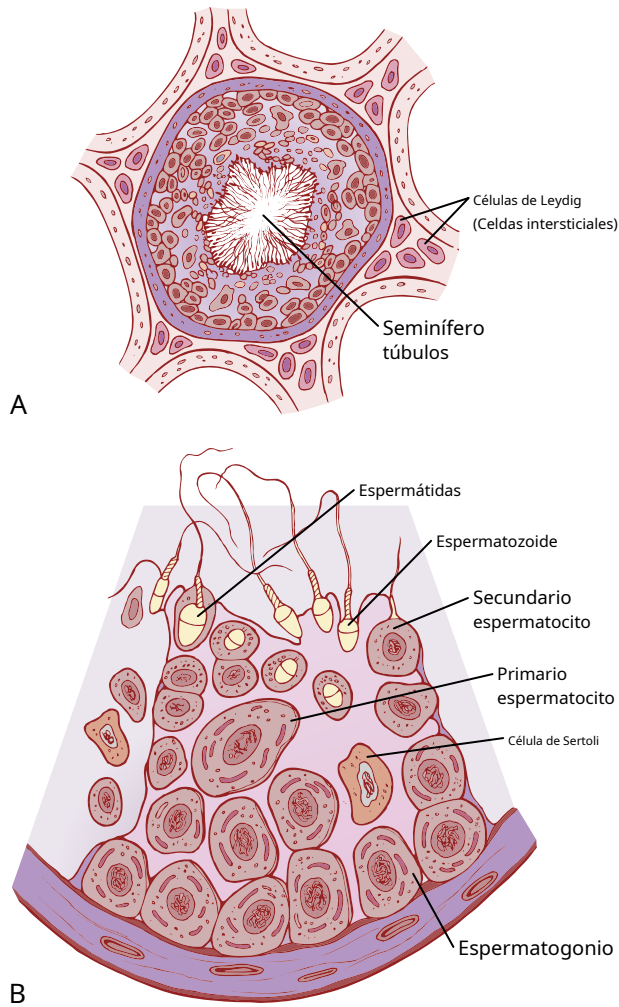 Células de Leydig
(Celdas intersticiales)
Seminífero
túbulos
A
Espermátidas
Espermatozoide
Secundario
espermatocito
Primario
espermatocito
Célula de Sertoli
Espermatogonio
B